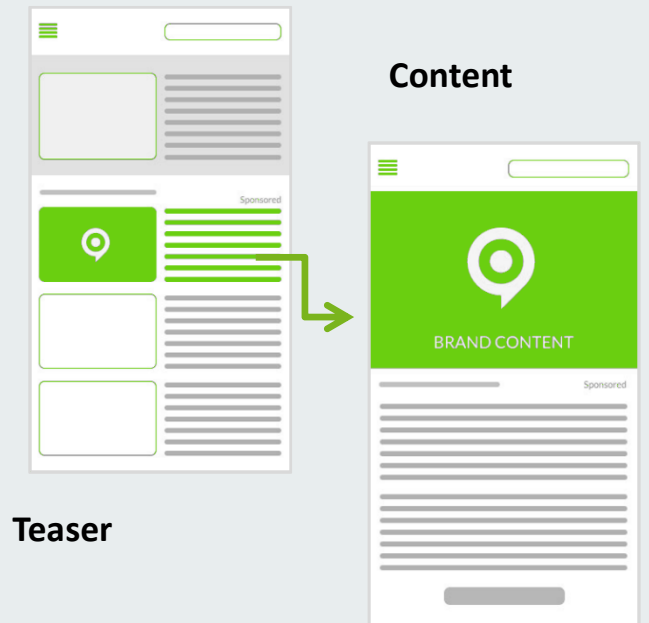 Content
Sponsored
BRAND CONTENT
Sponsored
Teaser